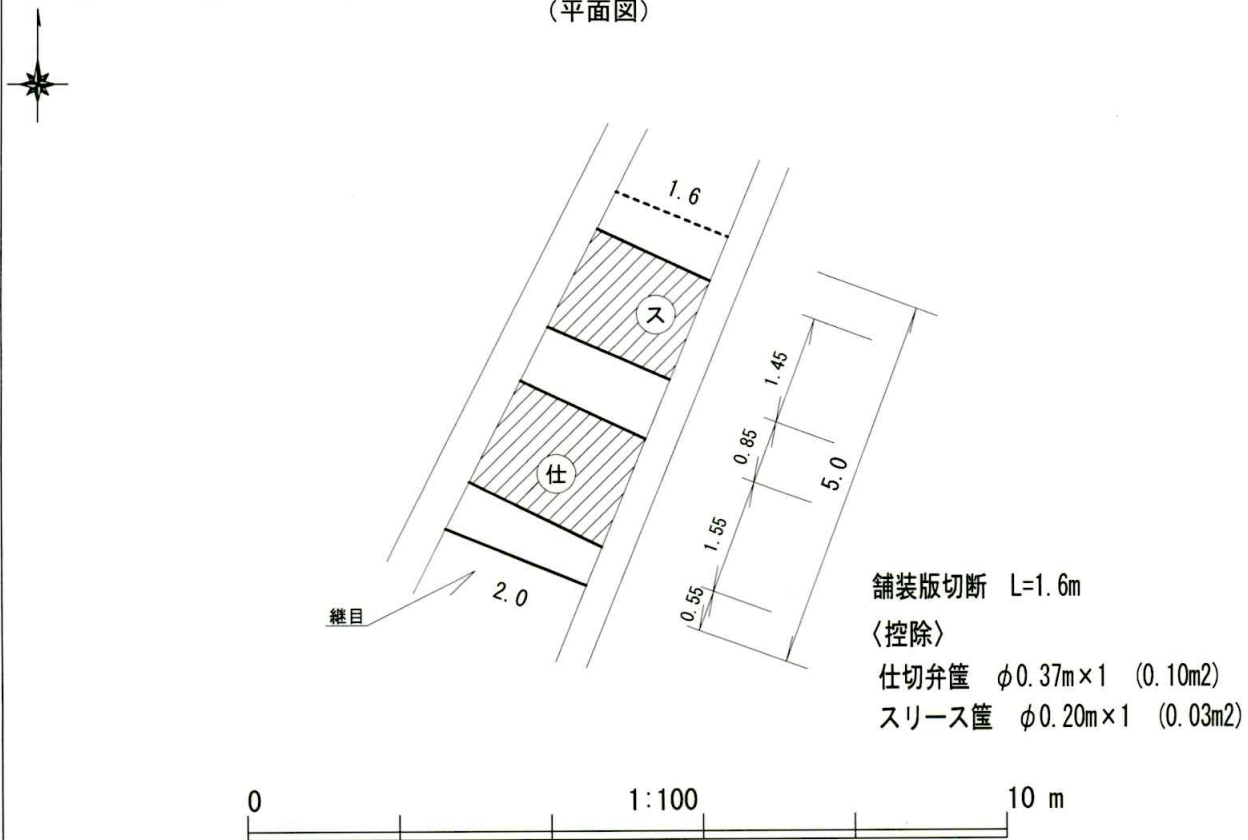 (平面図)
1.6
ス
1.45
0.85
5.0
仕
1.55
0.55
2.0
継目
舗装版切断 L=1.6m
〈控除〉
仕切弁筺 φ0.37m×1 (0.10m2)
スリース筺 φ0.20m×1 (0.03m2)
0 1:100 10 m